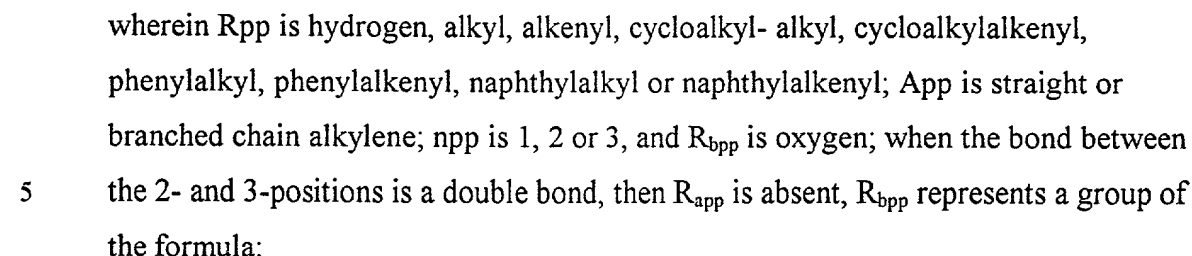 wherein Rpp is hydrogen, alkyl, alkenyl, cycloalkyl- alkyl, cycloalkylalkenyl,
phenylalkyl, phenylalkenyl, naphthylalkyl or naphthylalkenyl; App is straight or
branched chain alkylene; npp is 1, 2 or 3, and Rbpp is oxygen; when the bond between
5 the 2- and 3-positions is a double bond, then Rapp is absent, Rbpp represents a group of
the formula: